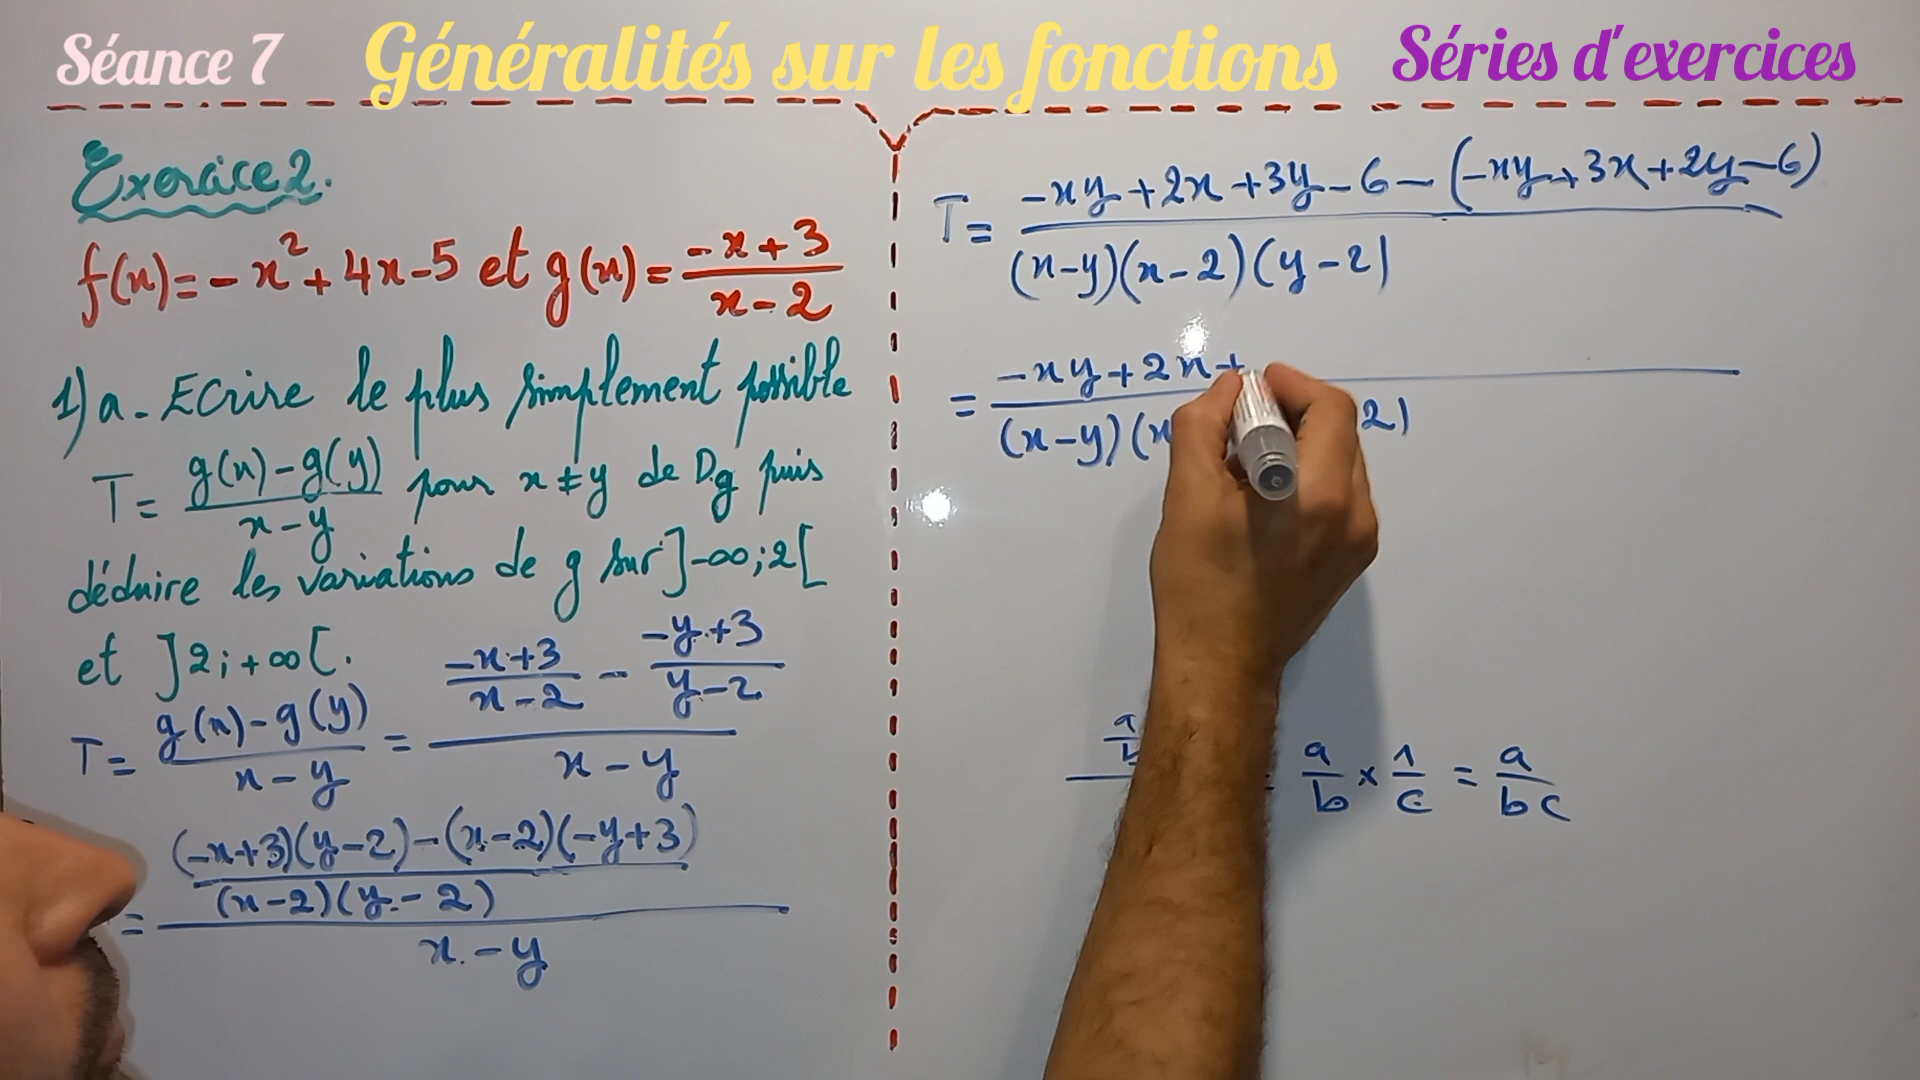 Séance 7 Généralités sur les fonctions Séries d'exercices
Exercice 2.
f(x) = -x² + 4x - 5 et g(x) = (-x+3)/(x-2)
1) a - Ecrire le plus simplement possible
T = (g(x)-g(y))/(x-y) pour x ≠ y de Dg puis
déduire les variations de g sur ]-∞;2[
et ]2;+∞[.
T = (g(x)-g(y))/(x-y) = ((-x+3)/(x-2) - (-y+3)/(y-2))/(x-y)
= (((-x+3)(y-2)-(x-2)(-y+3))/((x-2)(y-2)))/(x-y)
T = (-xy+2x+3y-6-(-xy+3x+2y-6))/((x-y)(x-2)(y-2))
= (-xy+2x+)/((x-y)(x 2)
a/b = a/b × 1/c = a/bc